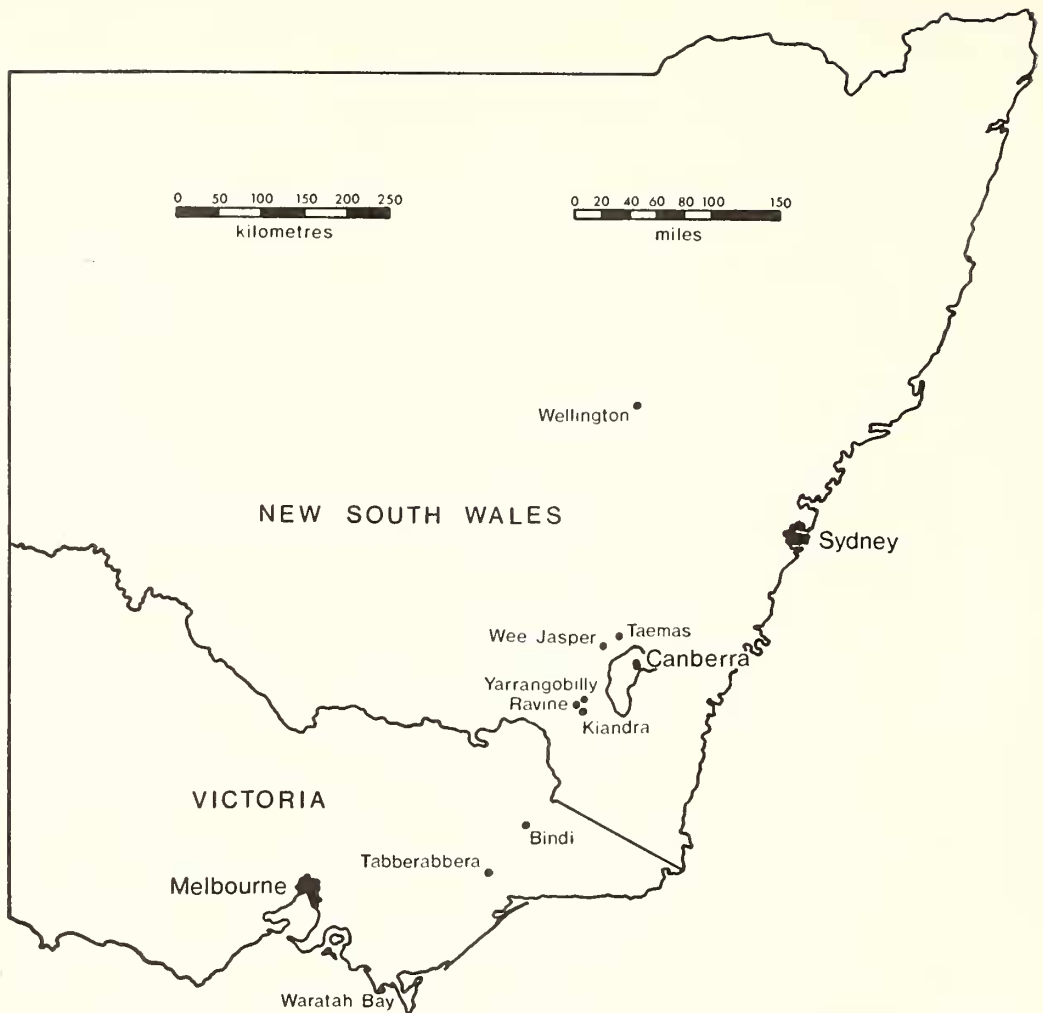 0 50 100 150 200 250
kilometres
0 20 40 60 80 100 150
miles
Wellington
NEW SOUTH WALES
Sydney
Wee Jasper
Taemas
Canberra
Yarrangobilly
Ravine
Kiandra
VICTORIA
Bindi
Tabberabbera
Melbourne
Waratah Bay